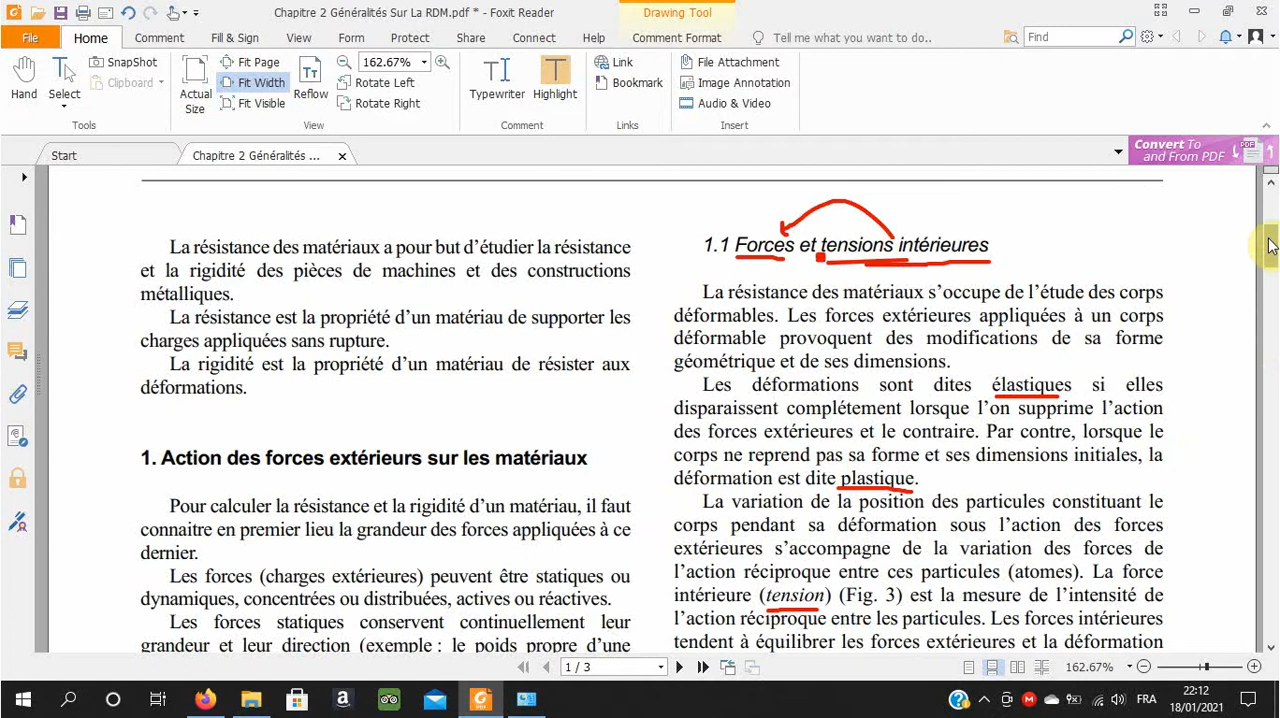 Chapitre 2 Généralités Sur La RDM.pdf * - Foxit Reader
Drawing Tool
File
Home
Comment
Fill & Sign
View
Form
Protect
Share
Connect
Help
Comment Format
Tell me what you want to do..
Find
Hand
Select
SnapShot
Clipboard
Tools
Actual
Size
Fit Page
Fit Width
Fit Visible
Reflow
162.67%
Rotate Left
Rotate Right
View
Typewriter
Highlight
Comment
Link
Bookmark
Links
File Attachment
Image Annotation
Audio & Video
Insert
Start
Chapitre 2 Généralités ...
Convert To
and From PDF
PDF
La résistance des matériaux a pour but d’étudier la résistance
et la rigidité des pièces de machines et des constructions
métalliques.
La résistance est la propriété d’un matériau de supporter les
charges appliquées sans rupture.
La rigidité est la propriété d’un matériau de résister aux
déformations.
1. Action des forces extérieurs sur les matériaux
Pour calculer la résistance et la rigidité d’un matériau, il faut
connaitre en premier lieu la grandeur des forces appliquées à ce
dernier.
Les forces (charges extérieures) peuvent être statiques ou
dynamiques, concentrées ou distribuées, actives ou réactives.
Les forces statiques conservent continuellement leur
grandeur et leur direction (exemple : le poids propre d’une
1.1 Forces et tensions intérieures
La résistance des matériaux s’occupe de l’étude des corps
déformables. Les forces extérieures appliquées à un corps
déformable provoquent des modifications de sa forme
géométrique et de ses dimensions.
Les déformations sont dites élastiques si elles
disparaissent complétement lorsque l’on supprime l’action
des forces extérieures et le contraire. Par contre, lorsque le
corps ne reprend pas sa forme et ses dimensions initiales, la
déformation est dite plastique.
La variation de la position des particules constituant le
corps pendant sa déformation sous l’action des forces
extérieures s’accompagne de la variation des forces de
l’action réciproque entre ces particules (atomes). La force
intérieure (tension) (Fig. 3) est la mesure de l’intensité de
l’action réciproque entre les particules. Les forces intérieures
tendent à équilibrer les forces extérieures et la déformation
1 / 3
162.67%
FRA
22:12
18/01/2021